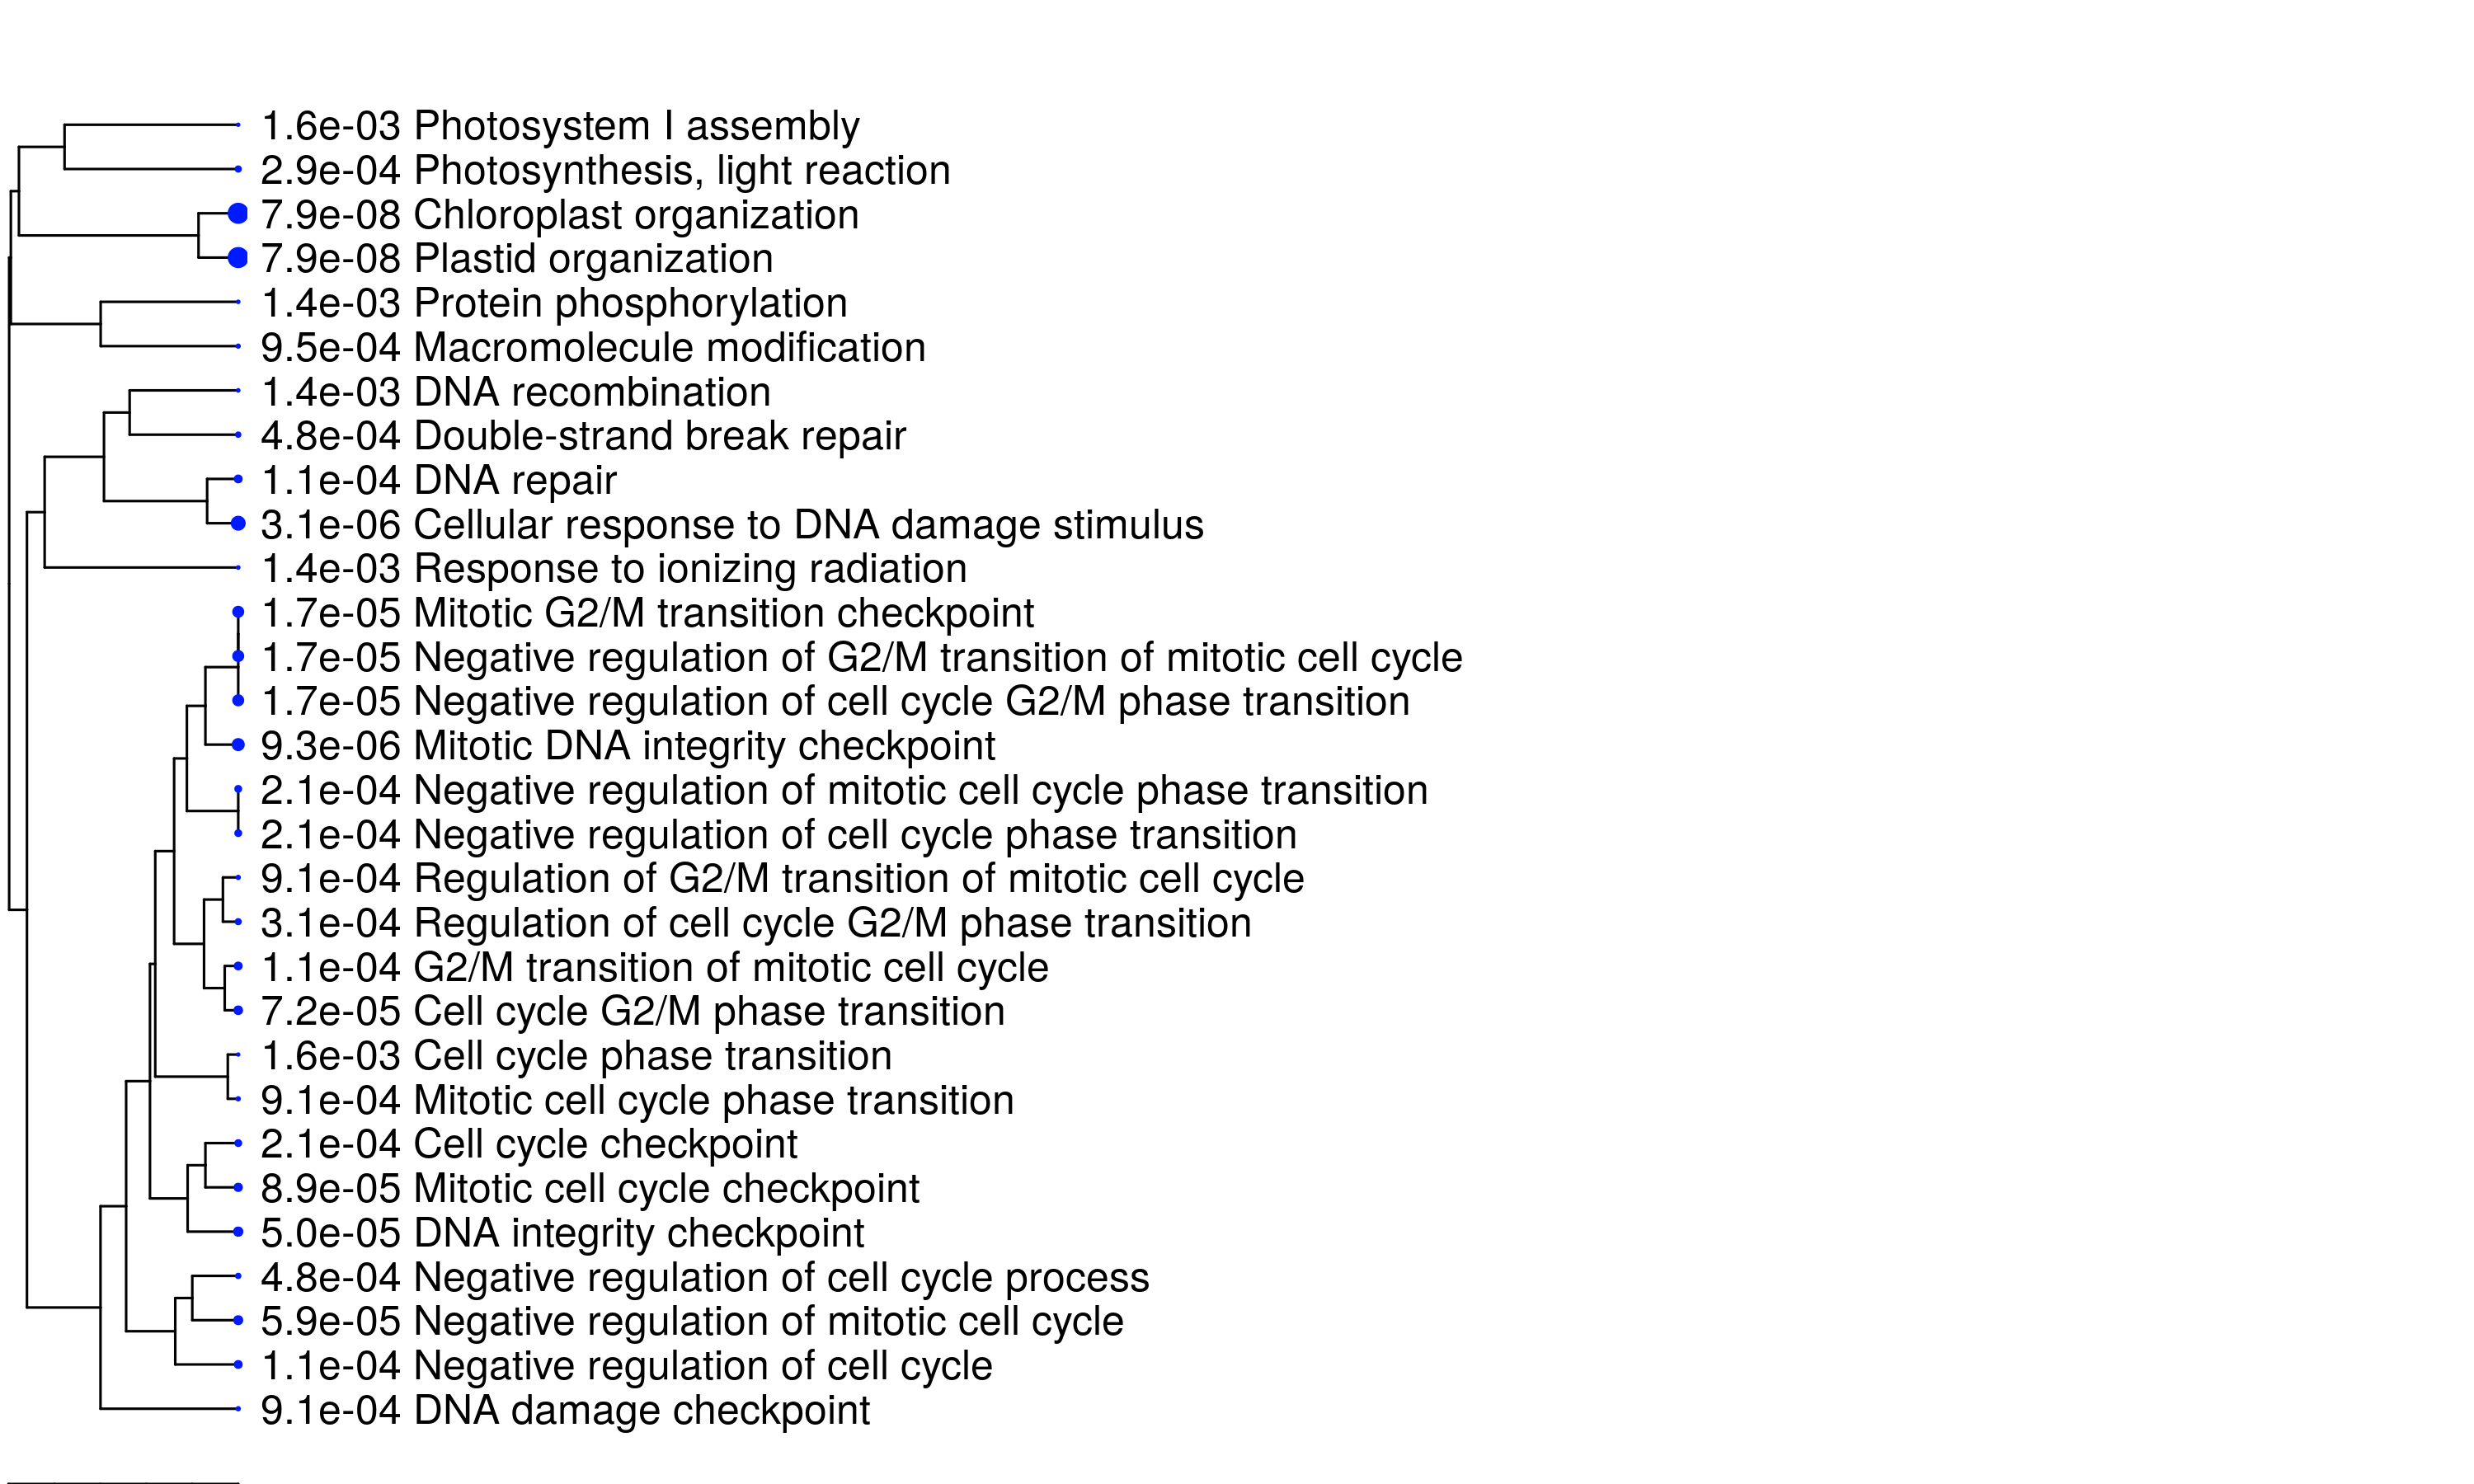 1.6e-03 Photosystem I assembly
2.9e-04 Photosynthesis, light reaction
7.9e-08 Chloroplast organization
7.9e-08 Plastid organization
1.4e-03 Protein phosphorylation
9.5e-04 Macromolecule modification
1.4e-03 DNA recombination
4.8e-04 Double-strand break repair
1.1e-04 DNA repair
3.1e-06 Cellular response to DNA damage stimulus
1.4e-03 Response to ionizing radiation
1.7e-05 Mitotic G2/M transition checkpoint
1.7e-05 Negative regulation of G2/M transition of mitotic cell cycle
1.7e-05 Negative regulation of cell cycle G2/M phase transition
9.3e-06 Mitotic DNA integrity checkpoint
2.1e-04 Negative regulation of mitotic cell cycle phase transition
2.1e-04 Negative regulation of cell cycle phase transition
9.1e-04 Regulation of G2/M transition of mitotic cell cycle
3.1e-04 Regulation of cell cycle G2/M phase transition
1.1e-04 G2/M transition of mitotic cell cycle
7.2e-05 Cell cycle G2/M phase transition
1.6e-03 Cell cycle phase transition
9.1e-04 Mitotic cell cycle phase transition
2.1e-04 Cell cycle checkpoint
8.9e-05 Mitotic cell cycle checkpoint
5.0e-05 DNA integrity checkpoint
4.8e-04 Negative regulation of cell cycle process
5.9e-05 Negative regulation of mitotic cell cycle
1.1e-04 Negative regulation of cell cycle
9.1e-04 DNA damage checkpoint